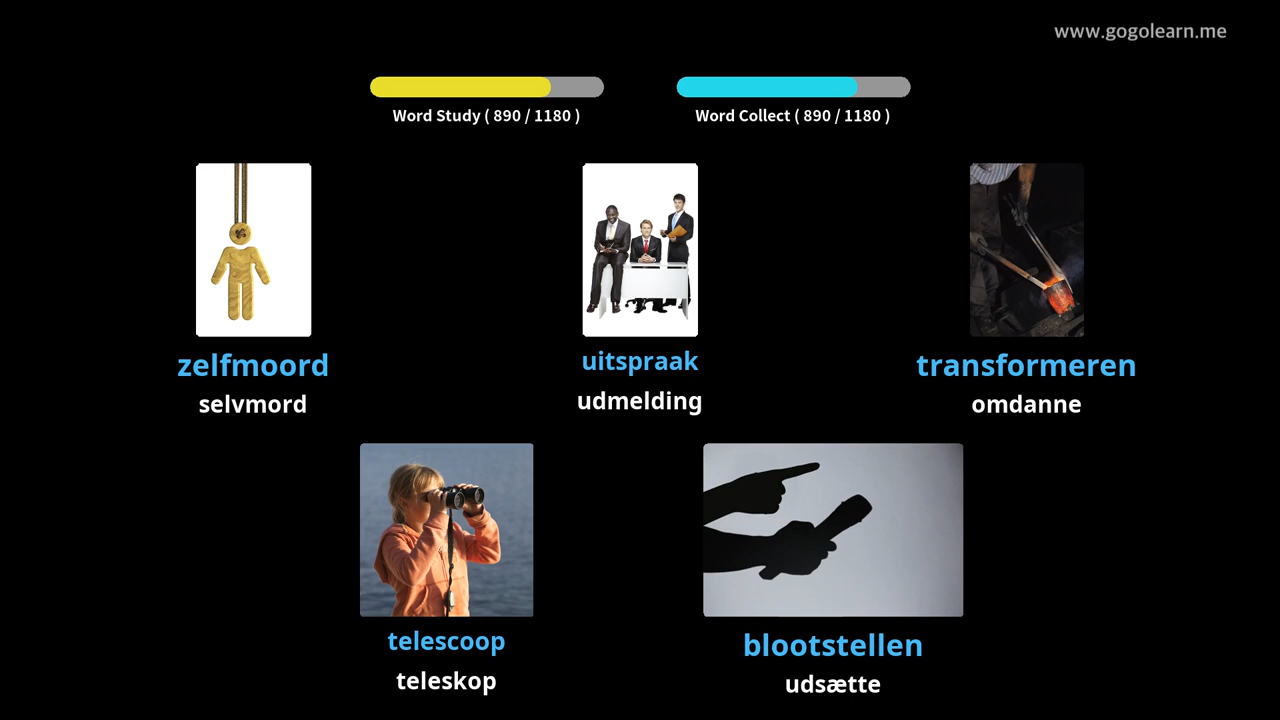 www.gogolearn.me
Word Study ( 890 / 1180 )
Word Collect ( 890 / 1180 )
zelfmoord
selvmord
uitspraak
udmelding
transformeren
omdanne
telescoop
teleskop
blootstellen
udsætte